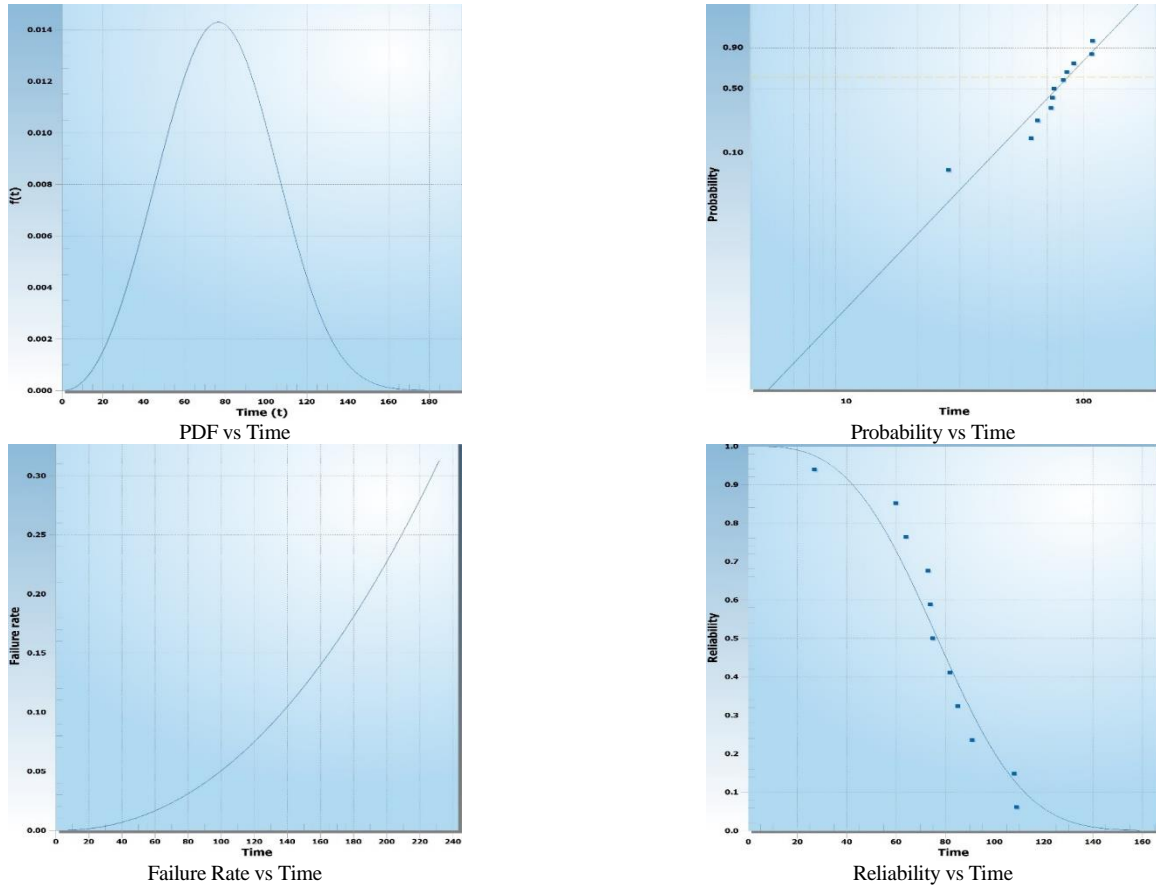 0.014
0.012
0.010
0.008
0.006
0.004
0.002
0.000
f(t)
0 20 40 60 80 100 120 140 160 180
Time (t)
PDF vs Time
0.90
0.50
0.10
Probability
10 100
Time
Probability vs Time
0.30
0.25
0.20
0.15
0.10
0.05
0.00
Failure rate
0 20 40 60 80 100 120 140 160 180 200 220 240
Time
Failure Rate vs Time
1.0
0.9
0.8
0.7
0.6
0.5
0.4
0.3
0.2
0.1
0.0
Reliability
0 20 40 60 80 100 120 140 160
Time
Reliability vs Time